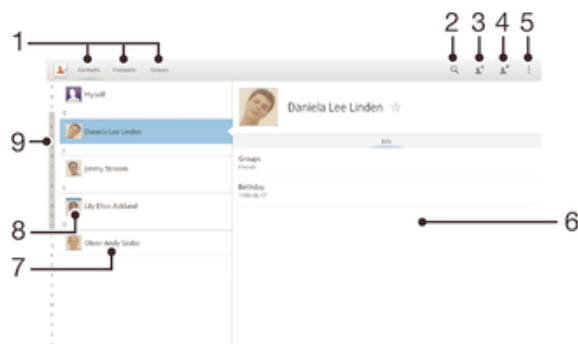 1
2 3 4 5
Contacts Favourites Groups
Myself
Daniela Lee Linden
Daniela Lee Linden
Info
9
Jimmy Stroom
Groups
Friends
Birthday
Lily Ellen Ackland
8
6
Oliver Andy Szabo
7